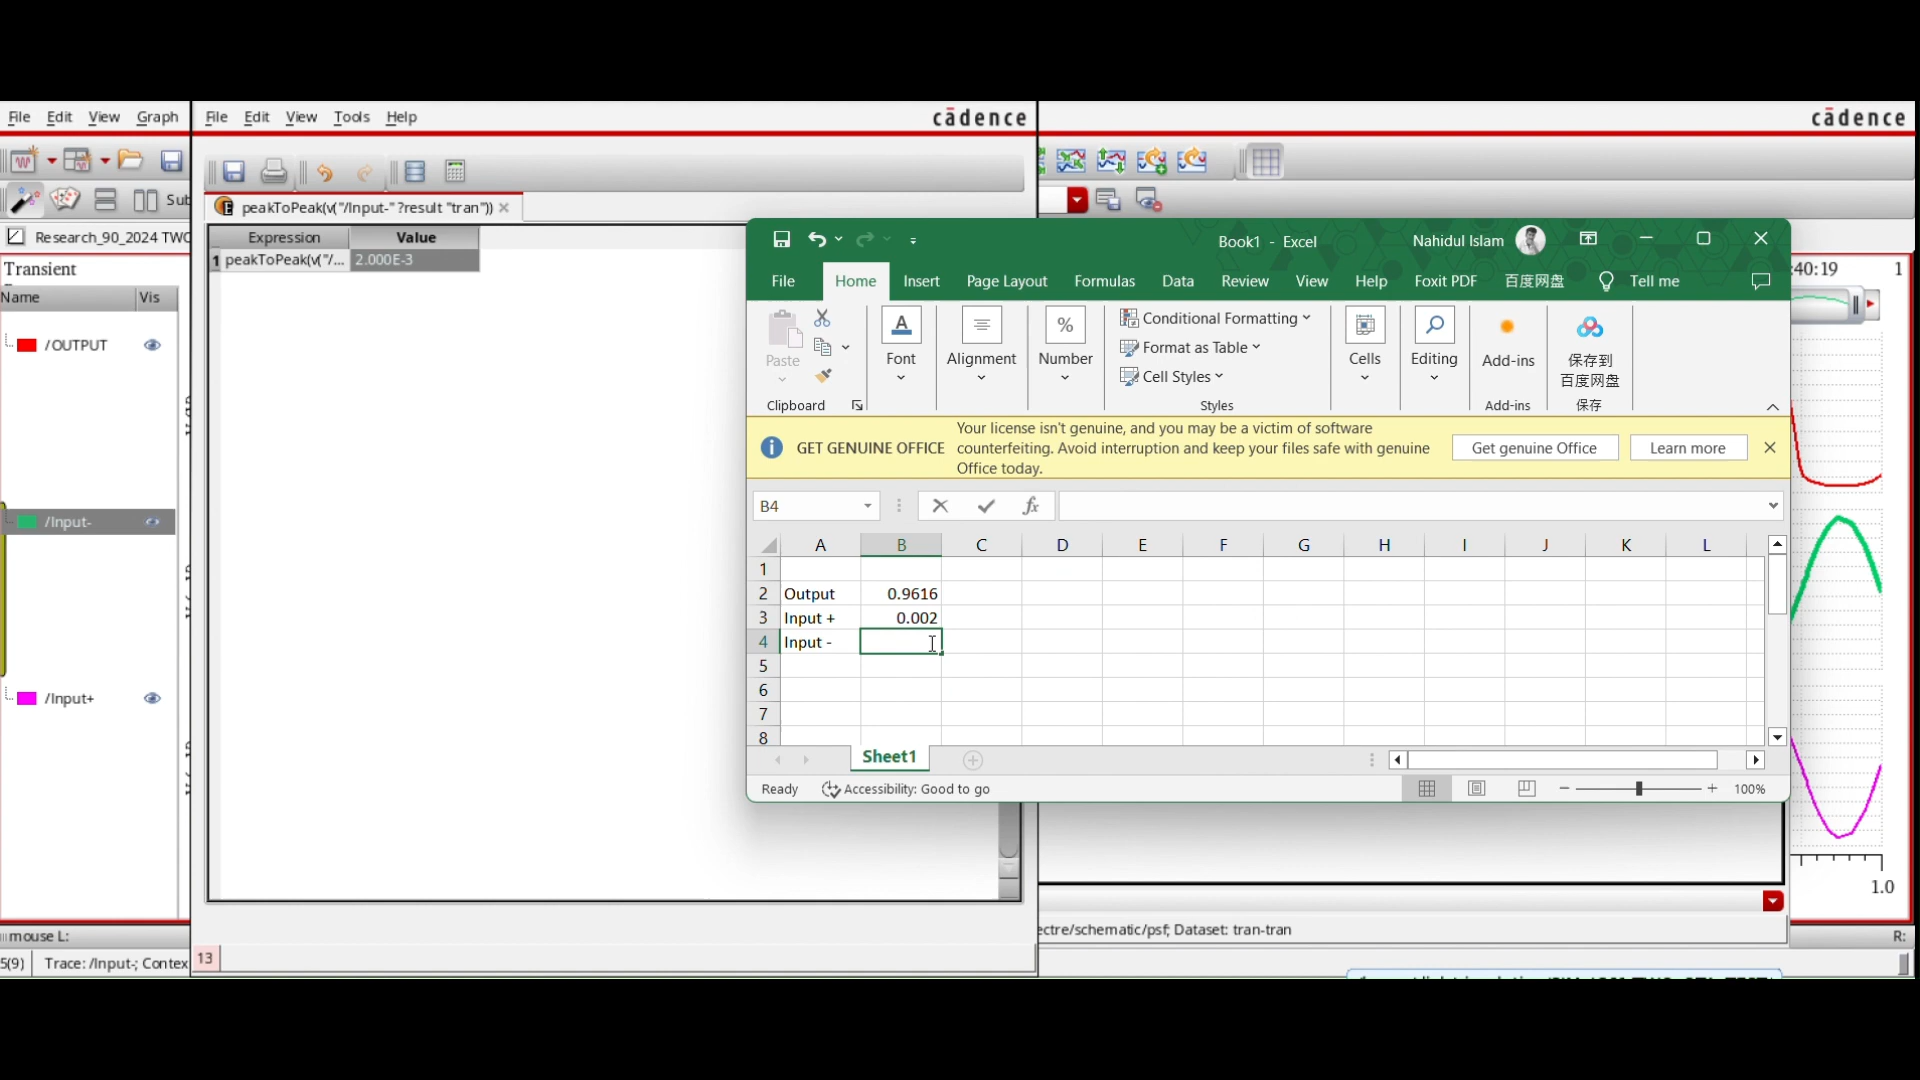 File Edit View Graph
File Edit View Tools Help
cādence
cādence
Sub
peakToPeak(v("/Input-" ?result "tran"))
Research_90_2024 TWO
Expression Value
1 peakToPeak(v("/... 2.000E-3
Transient
Name Vis
/OUTPUT
/Input-
/Input+
mouse L:
5(9) Trace: /Input-; Contex
13
Book1 - Excel
Nahidul Islam
File Home Insert Page Layout Formulas Data Review View Help Foxit PDF 百度网盘 Tell me
Paste
Font
Alignment
Number
Conditional Formatting
Format as Table
Cell Styles
Cells
Editing
Add-ins
保存到
百度网盘
Clipboard
Styles
Add-ins
保存
GET GENUINE OFFICE
Your license isn't genuine, and you may be a victim of software
counterfeiting. Avoid interruption and keep your files safe with genuine
Office today.
Get genuine Office
Learn more
B4
fx
A B C D E F G H I J K L
1
2 Output 0.9616
3 Input + 0.002
4 Input -
5
6
7
8
Sheet1
Ready
Accessibility: Good to go
100%
:40:19 1
1.0
ectre/schematic/psf; Dataset: tran-tran
R: